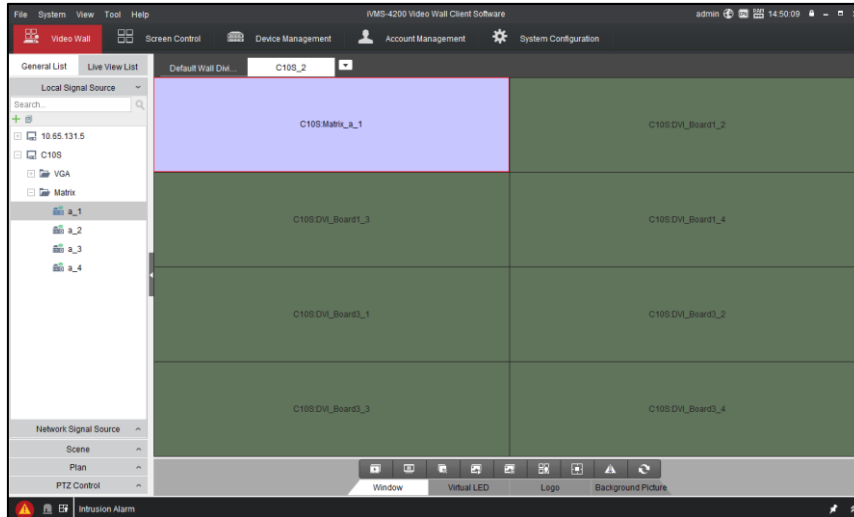 File System View Tool Help iVMS-4200 Video Wall Client Software admin 14:50:09
Video Wall Screen Control Device Management Account Management System Configuration
General List Live View List Default Wall Divi... C10S_2
Local Signal Source
Search...
10.65.131.5
C10S
VGA
Matrix
a_1
a_2
a_3
a_4
C10S:Matrix_a_1 C10S:DVI_Board1_2
C10S:DVI_Board1_3 C10S:DVI_Board1_4
C10S:DVI_Board3_1 C10S:DVI_Board3_2
C10S:DVI_Board3_3 C10S:DVI_Board3_4
Network Signal Source
Scene
Plan
PTZ Control
Window Virtual LED Logo Background Picture
Intrusion Alarm